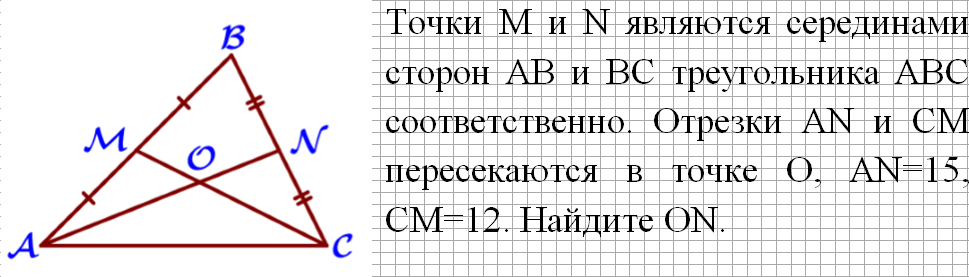 B
M
N
O
A
C
Точки M и N являются серединами
сторон AB и BC треугольника ABC
соответственно. Отрезки AN и CM
пересекаются в точке O, AN=15,
CM=12. Найдите ON.